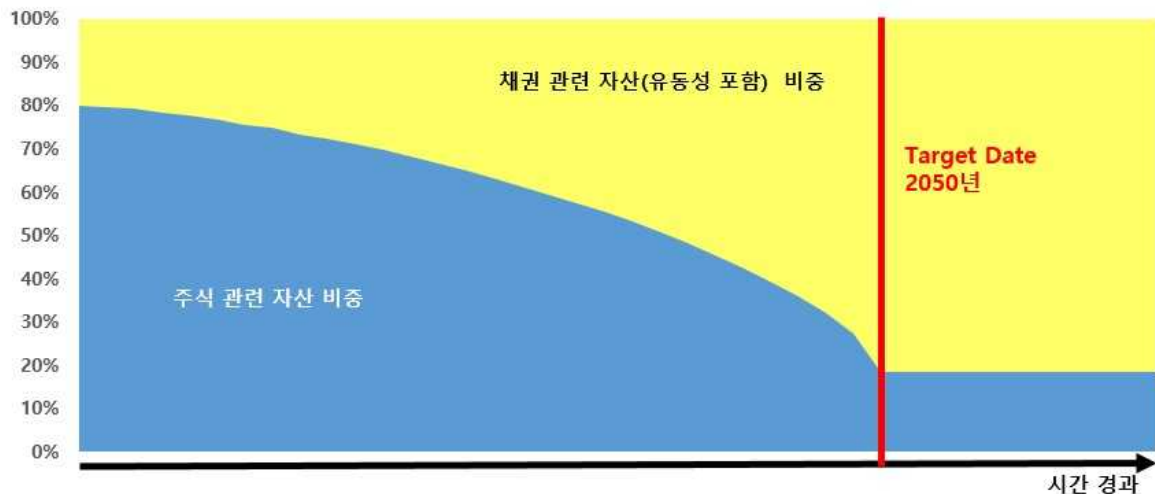 100%
90%
80%
70%
60%
50%
40%
30%
20%
10%
0%
채권 관련 자산(유동성 포함) 비중
Target Date
2050년
주식 관련 자산 비중
시간 경과